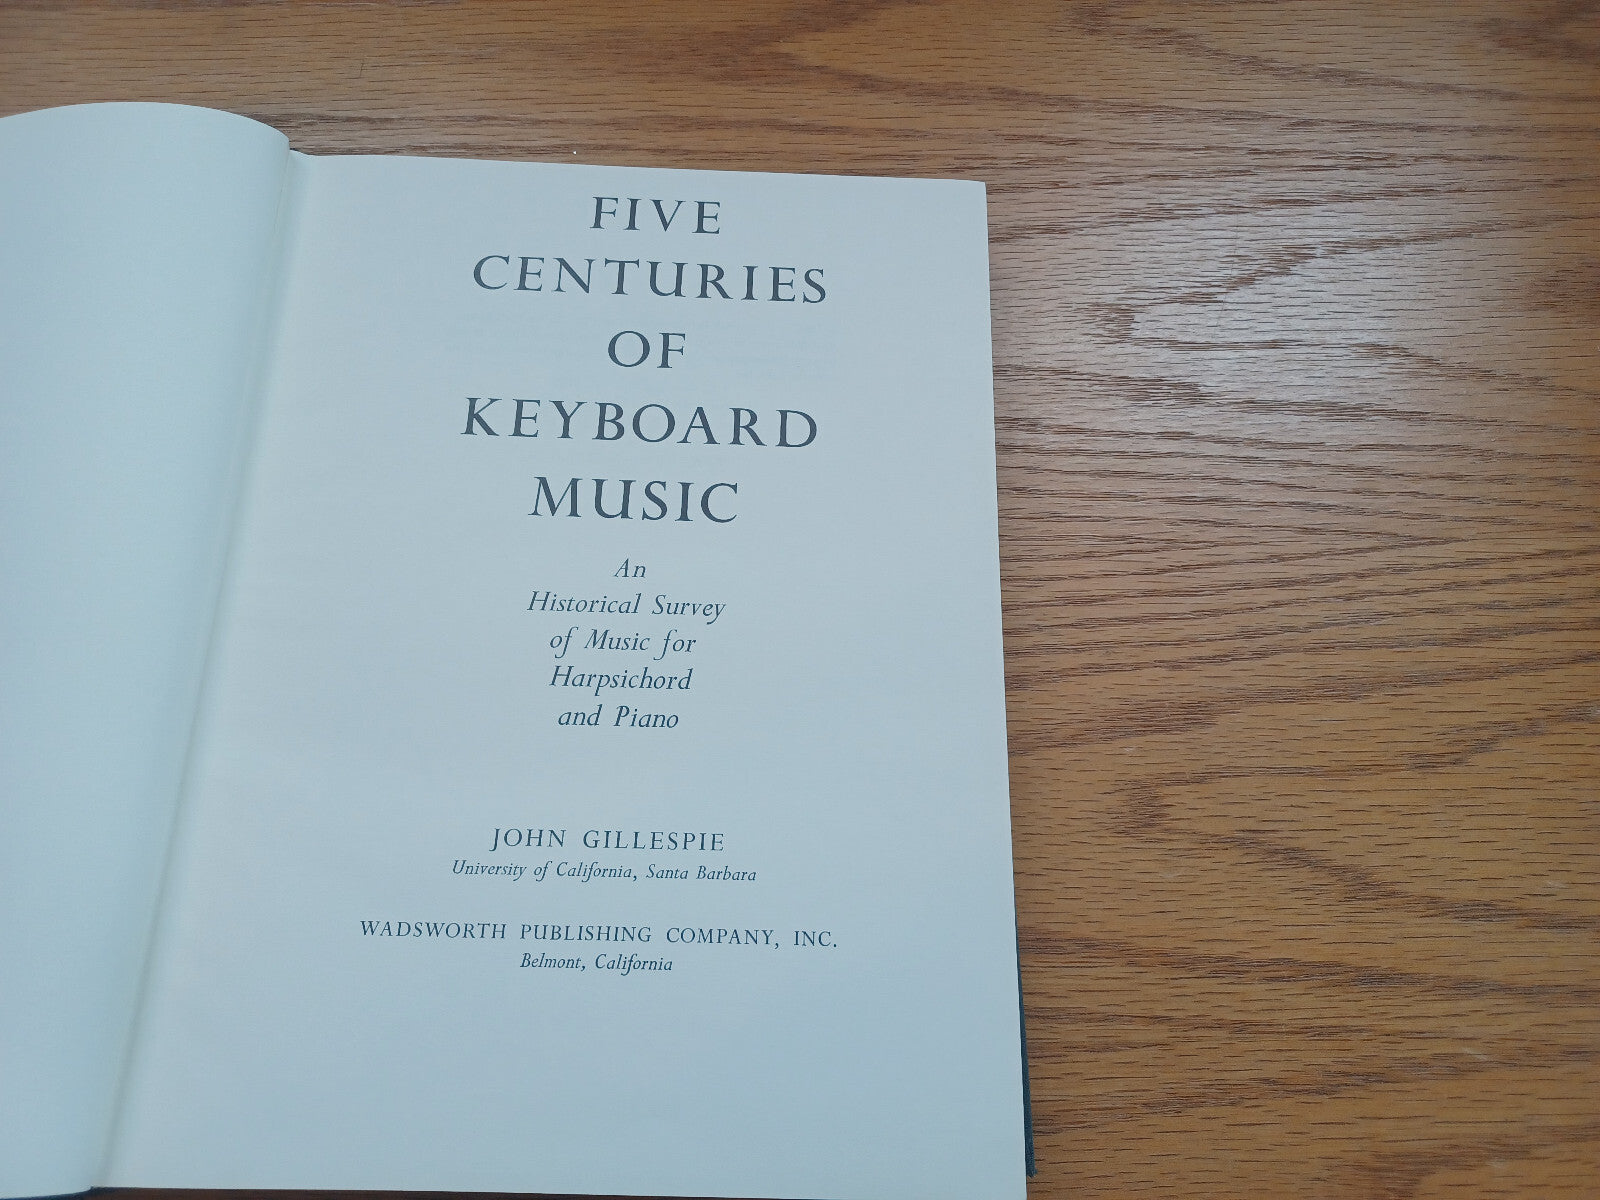 FIVE
CENTURIES
OF
KEYBOARD
MUSIC
An
Historical Survey
of Music for
Harpsichord
and Piano
JOHN GILLESPIE
University of California, Santa Barbara
WADSWORTH PUBLISHING COMPANY, INC.
Belmont, California